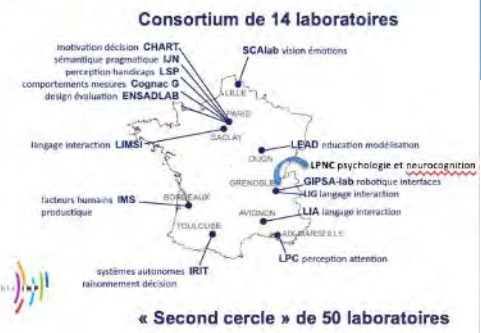 Consortium de 14 laboratoires
motivation décision CHART
sémantique pragmatique IJN
perception handicaps LSP
comportements mesures Cognac G
design évaluation ENSADLAB
SCAlab vision émotions
LILLE
PARIS
SACLAY
langage interaction LIMSI
LEAD education modélisation
DIJON
LPNC psychologie et neurocognition
GRENOBLE
GIPSA-lab robotique interfaces
LIG langage interaction
facteurs humains IMS
productique
BORDEAUX
AVIGNON
LIA langage interaction
TOULOUSE
AIX-MARSEILLE
LPC perception attention
systèmes autonomes IRIT
raisonnement décision
« Second cercle » de 50 laboratoires